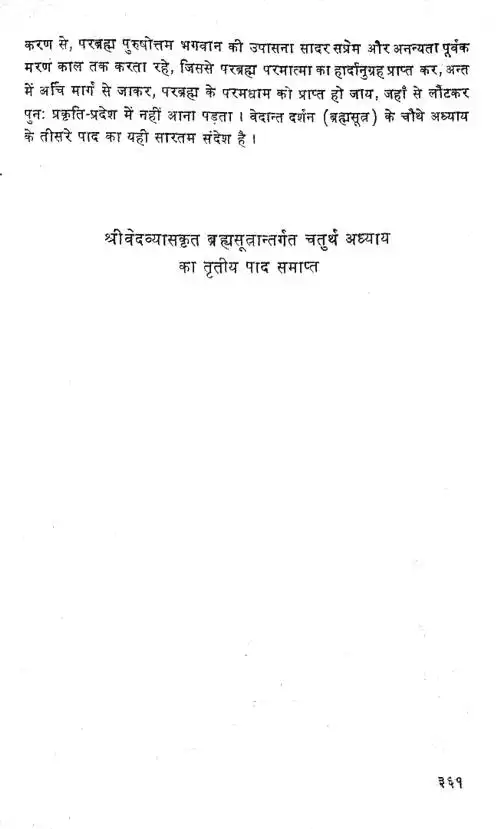 करण से, परब्रह्म पुरुषोत्तम भगवान की उपासना सादर सप्रेम और अनन्यता पूर्वक
मरण काल तक करता रहे, जिससे परब्रह्म परमात्मा का हार्दानुग्रह प्राप्त कर, अन्त
में अर्चि मार्ग से जाकर, परब्रह्म के परमधाम को प्राप्त हो जाय, जहाँ से लौटकर
पुनः प्रकृति-प्रदेश में नहीं आना पड़ता । वेदान्त दर्शन (ब्रह्मसूत्र) के चौथे अध्याय
के तीसरे पाद का यही सारतम संदेश है ।
श्रीवेदव्यासकृत ब्रह्मसूत्रान्तर्गत चतुर्थ अध्याय
का तृतीय पाद समाप्त
३६१